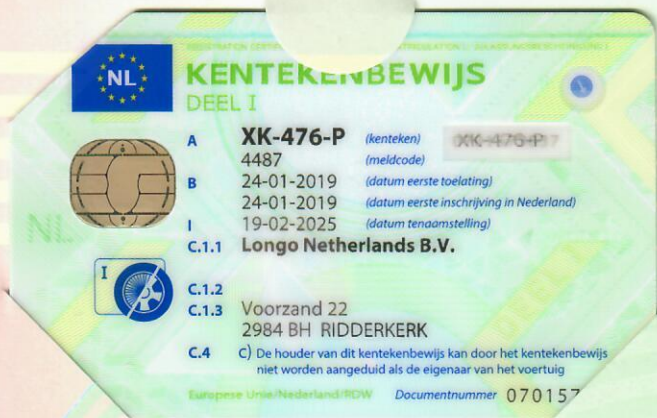 NL
KENTEKENBEWIJS
DEEL I
A XK-476-P (kenteken) XK-476-P
4487 (meldcode)
B 24-01-2019 (datum eerste toelating)
24-01-2019 (datum eerste inschrijving in Nederland)
I 19-02-2025 (datum tenaamstelling)
C.1.1 Longo Netherlands B.V.
NL
I
C.1.2
C.1.3 Voorzand 22
2984 BH RIDDERKERK
C.4 C) De houder van dit kentekenbewijs kan door het kentekenbewijs
niet worden aangeduid als de eigenaar van het voertuig
Europese Unie/Nederland/RDW Documentnummer 070157